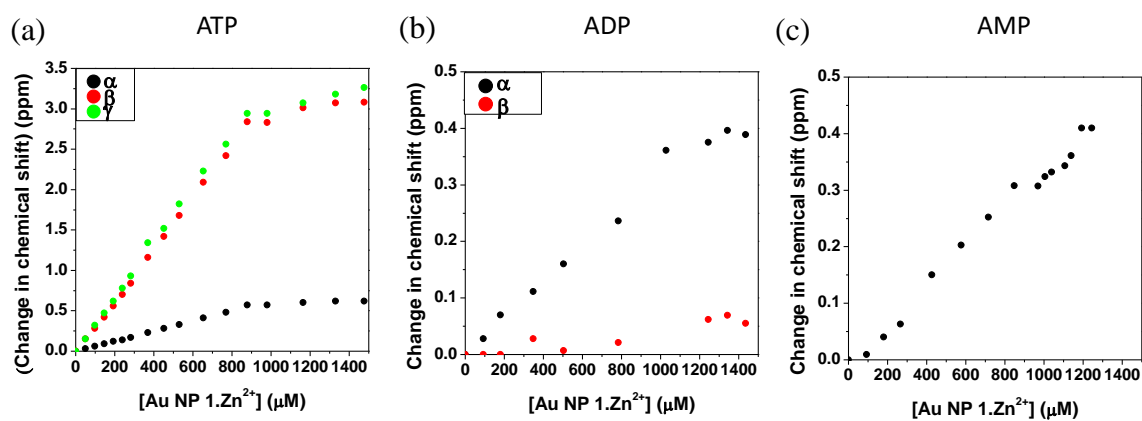 (a) ATP
((Change in chemical shift) (ppm)
3.5
3.0
2.5
2.0
1.5
1.0
0.5
0.0
α
β
γ
0 200 400 600 800 1000 1200 1400
[Au NP 1.Zn²⁺] (µM)
(b) ADP
Change in chemical shift (ppm)
0.5
0.4
0.3
0.2
0.1
0.0
α
β
0 200 400 600 800 1000 1200 1400
[Au NP 1.Zn²⁺] (µM)
(c) AMP
Change in chemical shift (ppm)
0.5
0.4
0.3
0.2
0.1
0.0
0 200 400 600 800 1000 1200 1400
[Au NP 1.Zn²⁺] (µM)